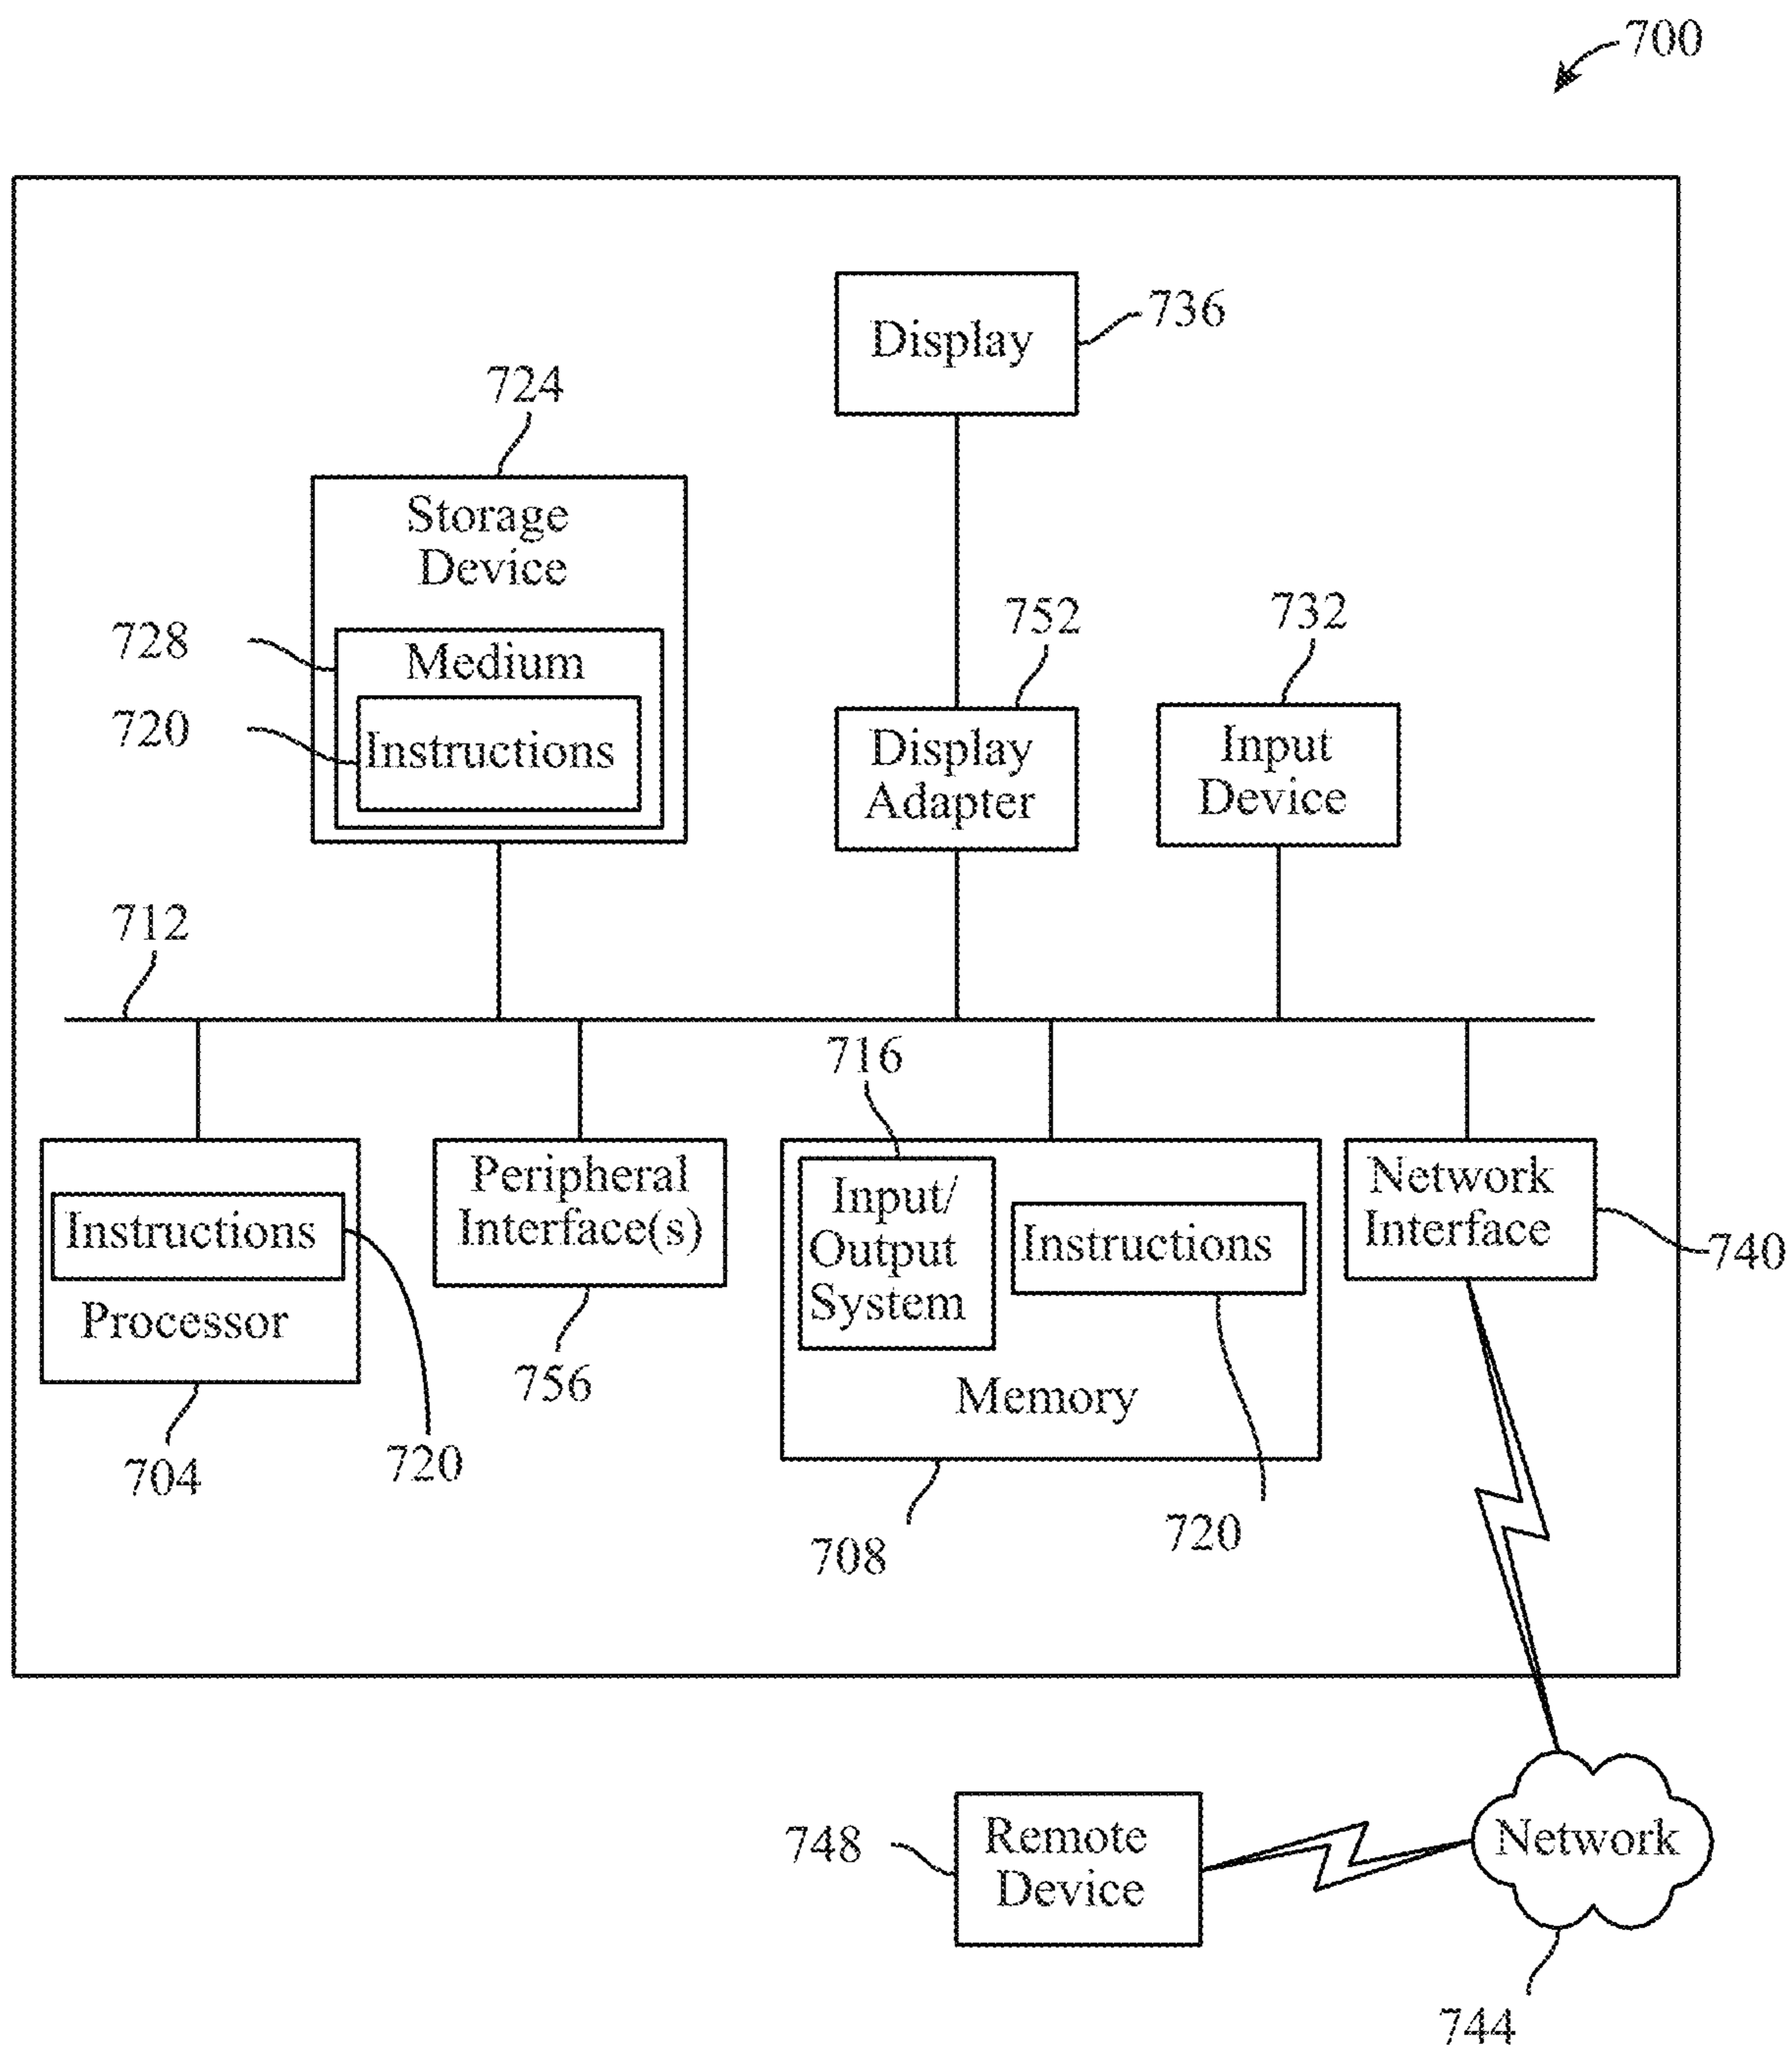 700
Display
736
724
Storage
Device
728
Medium
720
Instructions
752
Display
Adapter
732
Input
Device
712
716
Instructions
Processor
704
720
Peripheral
Interface(s)
756
Input/
Output
System
Instructions
Memory
708
720
Network
Interface
740
748
Remote
Device
Network
744